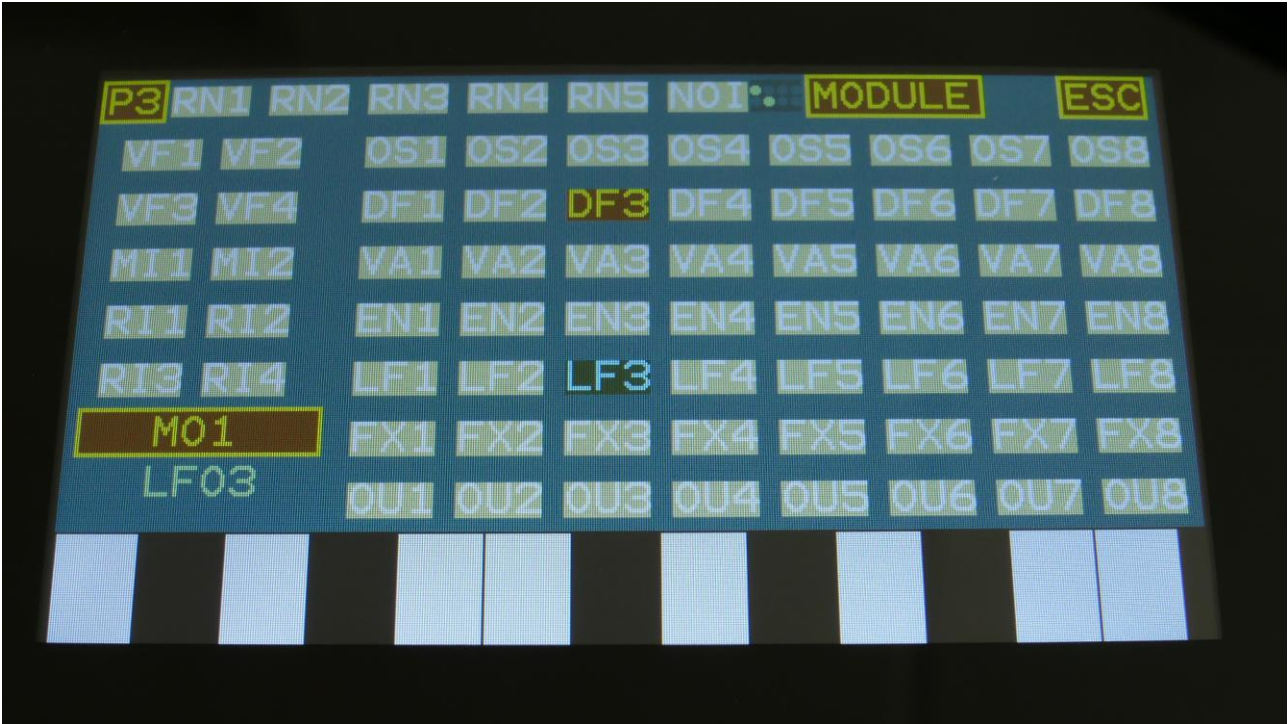 P3 RN1 RN2 RN3 RN4 RN5 NOI MODULE ESC
VF1 VF2 OS1 OS2 OS3 OS4 OS5 OS6 OS7 OS8
VF3 VF4 DF1 DF2 DF3 DF4 DF5 DF6 DF7 DF8
MI1 MI2 VA1 VA2 VA3 VA4 VA5 VA6 VA7 VA8
RI1 RI2 EN1 EN2 EN3 EN4 EN5 EN6 EN7 EN8
RI3 RI4 LF1 LF2 LF3 LF4 LF5 LF6 LF7 LF8
MO1 FX1 FX2 FX3 FX4 FX5 FX6 FX7 FX8
LFO3 OU1 OU2 OU3 OU4 OU5 OU6 OU7 OU8